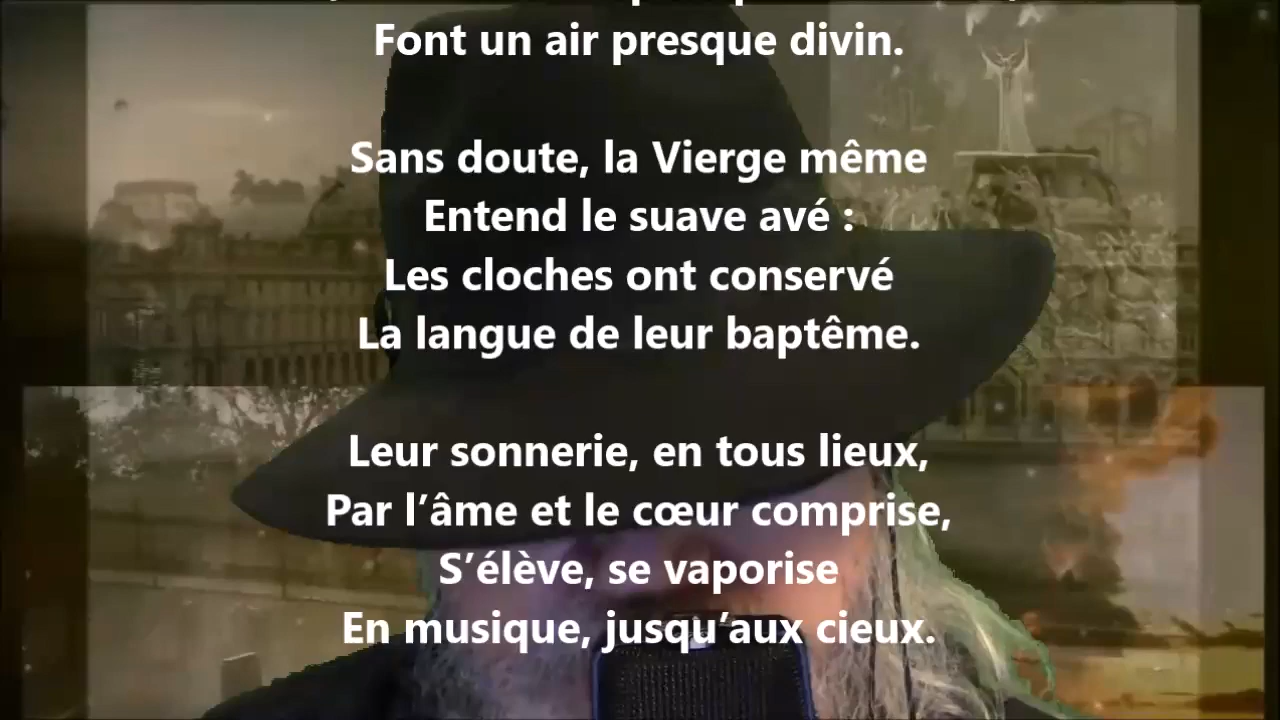 Font un air presque divin.
Sans doute, la Vierge même
Entend le suave avé :
Les cloches ont conservé
La langue de leur baptême.
Leur sonnerie, en tous lieux,
Par l’âme et le cœur comprise,
S’élève, se vaporise
En musique, jusqu’aux cieux.